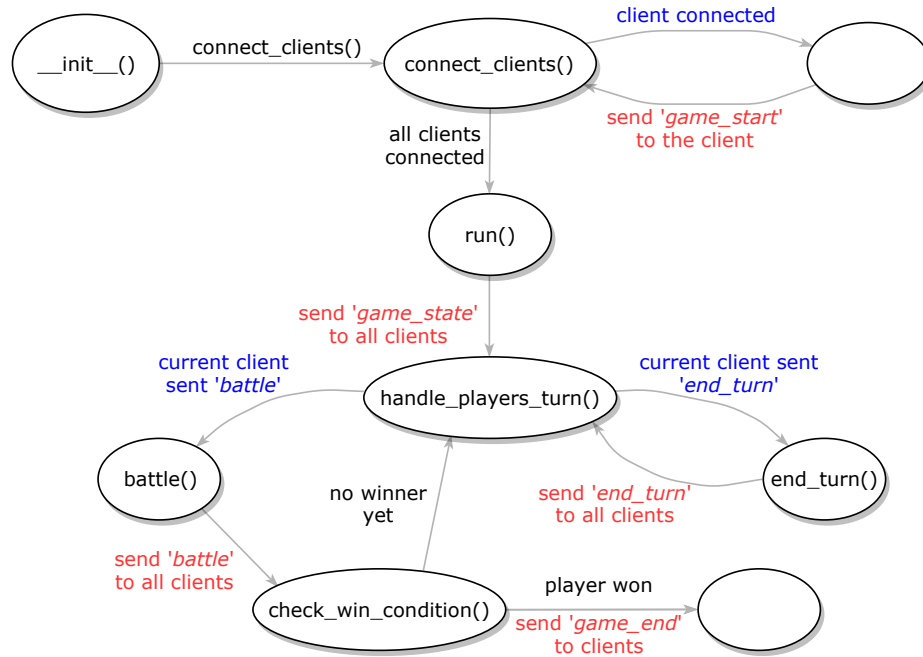 client connected
connect_clients()
__init__()
connect_clients()
send 'game_start'
to the client
all clients
connected
run()
send 'game_state'
to all clients
current client
sent 'battle'
current client sent
'end_turn'
handle_players_turn()
battle()
no winner
yet
send 'end_turn'
to all clients
end_turn()
send 'battle'
to all clients
check_win_condition()
player won
send 'game_end'
to clients